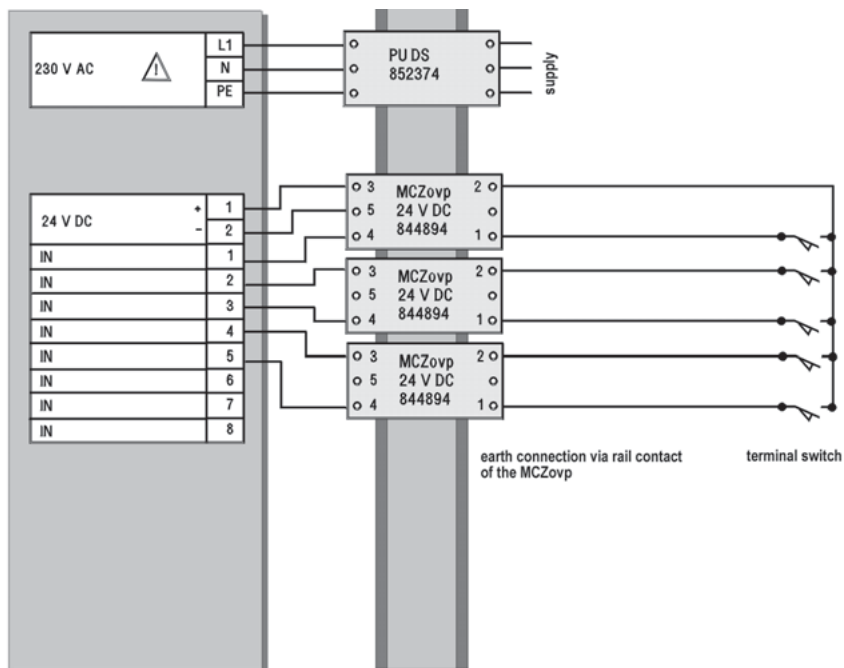 230 V AC
L1
N
PE
PU DS
852374
supply
24 V DC
+ 1
- 2
IN 1
IN 2
IN 3
IN 4
IN 5
IN 6
IN 7
IN 8
3 MCZovp 2
5 24 V DC
4 844894 1
3 MCZovp 2
5 24 V DC
4 844894 1
3 MCZovp 2
5 24 V DC
4 844894 1
earth connection via rail contact
of the MCZovp
terminal switch